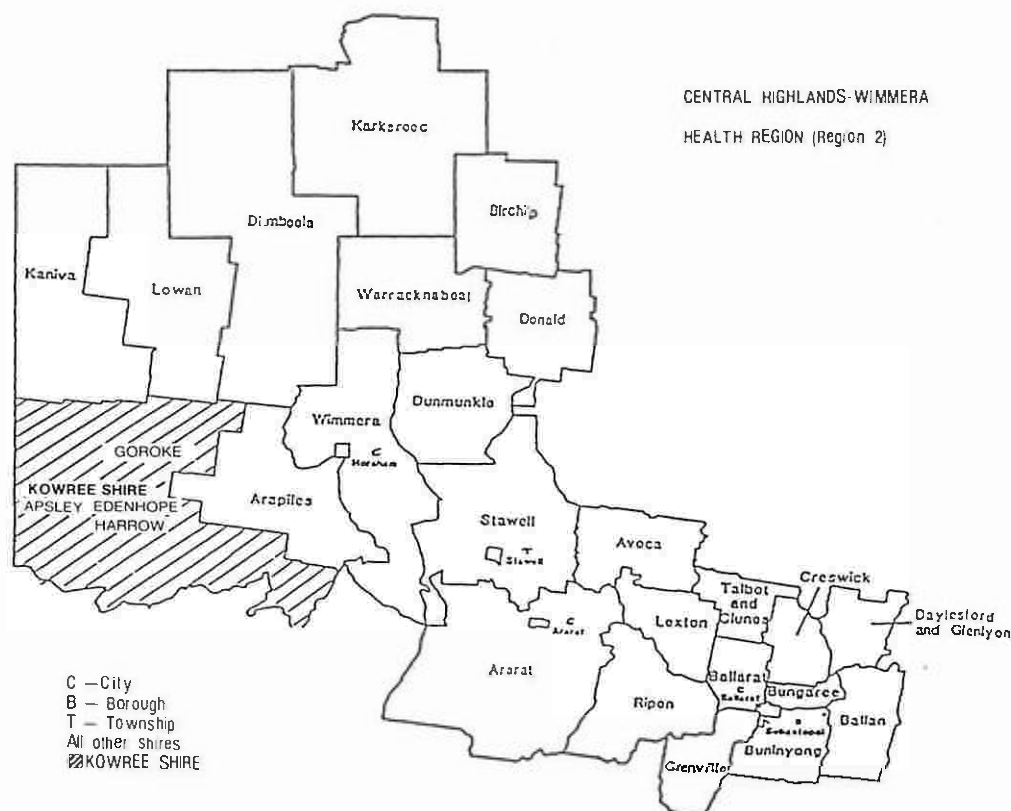 CENTRAL HIGHLANDS-WIMMERA
HEALTH REGION (Region 2)
Karkarooc
Birchip
Dimboola
Kaniva
Lowan
Warracknabeal
Donald
Dunmunkle
Wimmera
C
Horsham
GOROKE
KOWREE SHIRE
APSLEY EDENHOPE
HARROW
Arapiles
Stawell
T
Stawell
Avoca
Creswick
Talbot
and
Clunes
Daylesford
and Glenlyon
Lexton
C
Ararat
Ararat
Ballarat
C
Ballarat
Bungaree
Ripon
Ballan
B
Buninyong
Grenville
C – City
B – Borough
T – Township
All other shires
KOWREE SHIRE